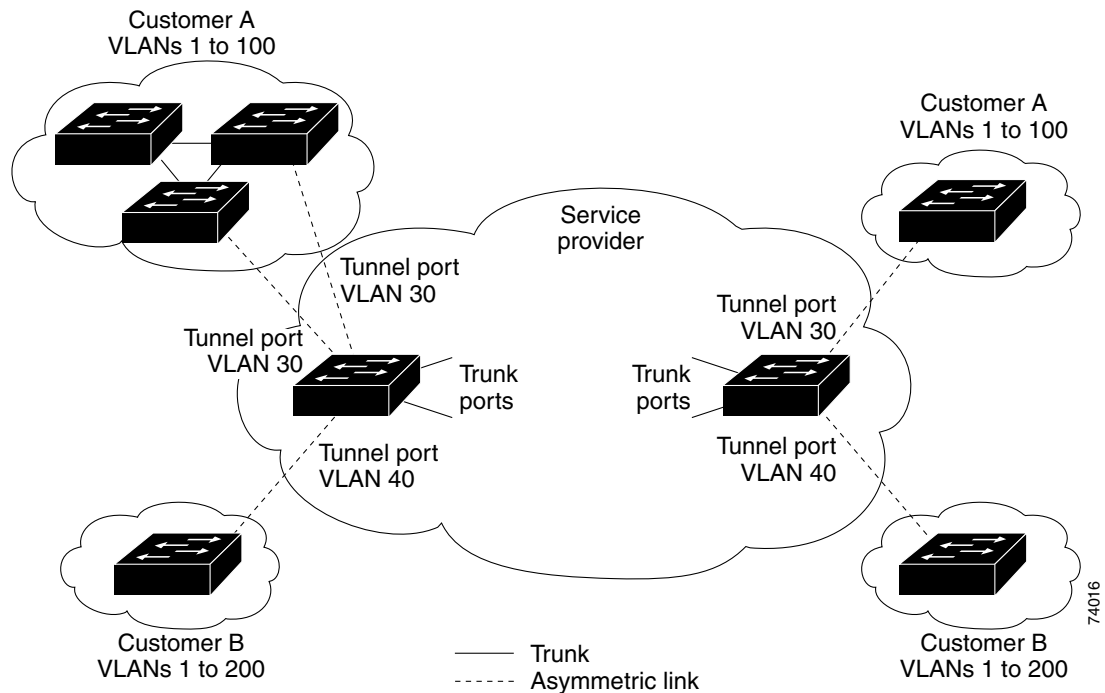 Customer A
VLANs 1 to 100
Customer A
VLANs 1 to 100
Service
provider
Tunnel port
VLAN 30
Tunnel port
VLAN 30
Tunnel port
VLAN 30
Trunk
ports
Trunk
ports
Tunnel port
VLAN 40
Tunnel port
VLAN 40
Customer B
VLANs 1 to 200
Customer B
VLANs 1 to 200
74016
Trunk
Asymmetric link